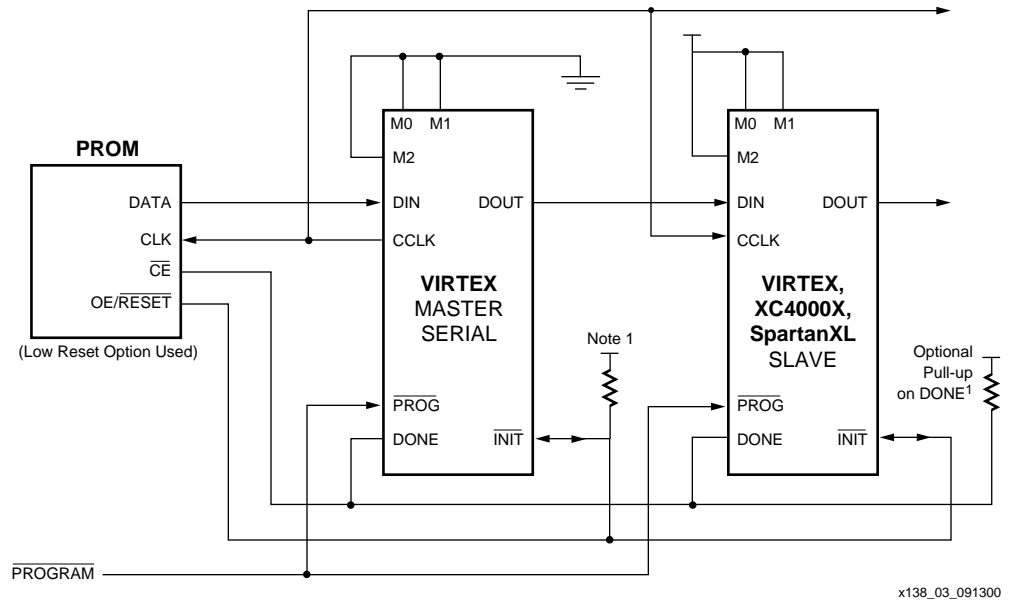 PROM
DATA
CLK
CE
OE/RESET
(Low Reset Option Used)
M0 M1
M2
DIN DOUT
CCLK
VIRTEX
MASTER
SERIAL
PROG
DONE INIT
Note 1
M0 M1
M2
DIN DOUT
CCLK
VIRTEX,
XC4000X,
SpartanXL
SLAVE
PROG
DONE INIT
Optional
Pull-up
on DONE1
PROGRAM
x138_03_091300